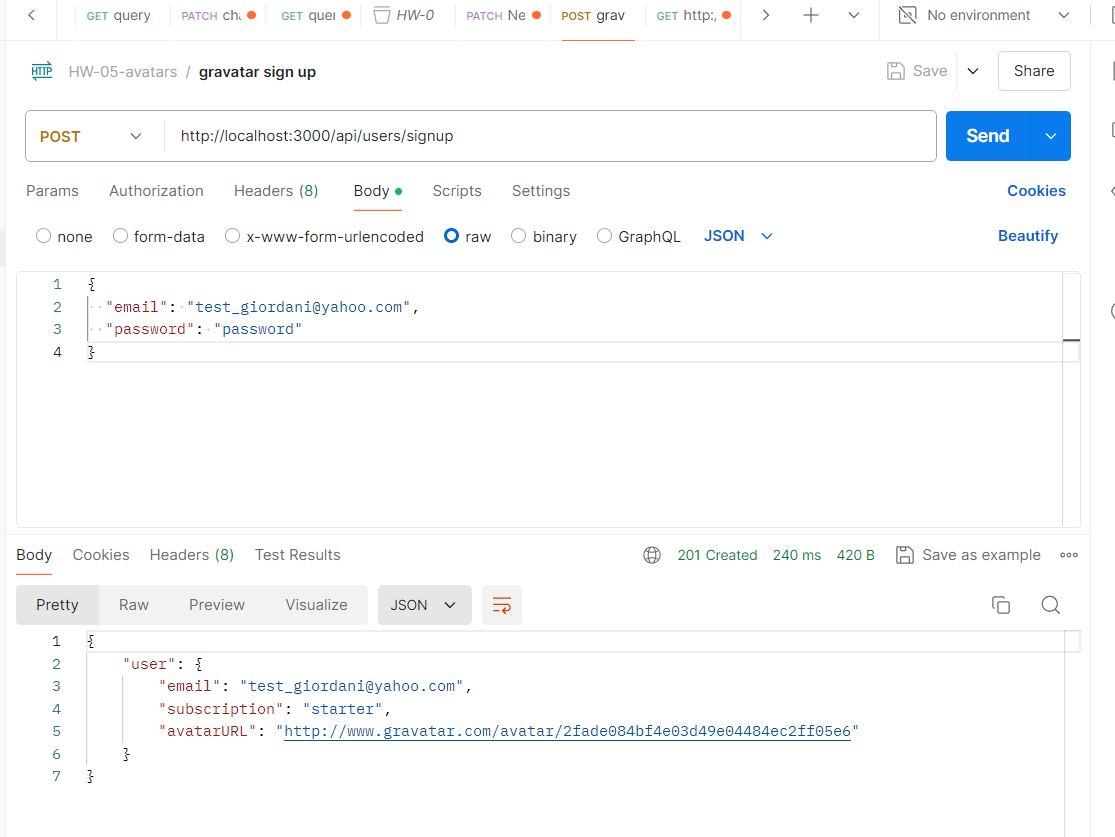 GET query PATCH ch GET quer HW-0 PATCH Ne POST grav GET http:, No environment
HTTP HW-05-avatars / gravatar sign up Save Share
POST http://localhost:3000/api/users/signup Send
Params Authorization Headers (8) Body Scripts Settings Cookies
none form-data x-www-form-urlencoded raw binary GraphQL JSON Beautify
1 {
2 "email": "test_giordani@yahoo.com",
3 "password": "password"
4 }
Body Cookies Headers (8) Test Results 201 Created 240 ms 420 B Save as example
Pretty Raw Preview Visualize JSON
1 {
2 "user": {
3 "email": "test_giordani@yahoo.com",
4 "subscription": "starter",
5 "avatarURL": "http://www.gravatar.com/avatar/2fade084bf4e03d49e04484ec2ff05e6"
6 }
7 }